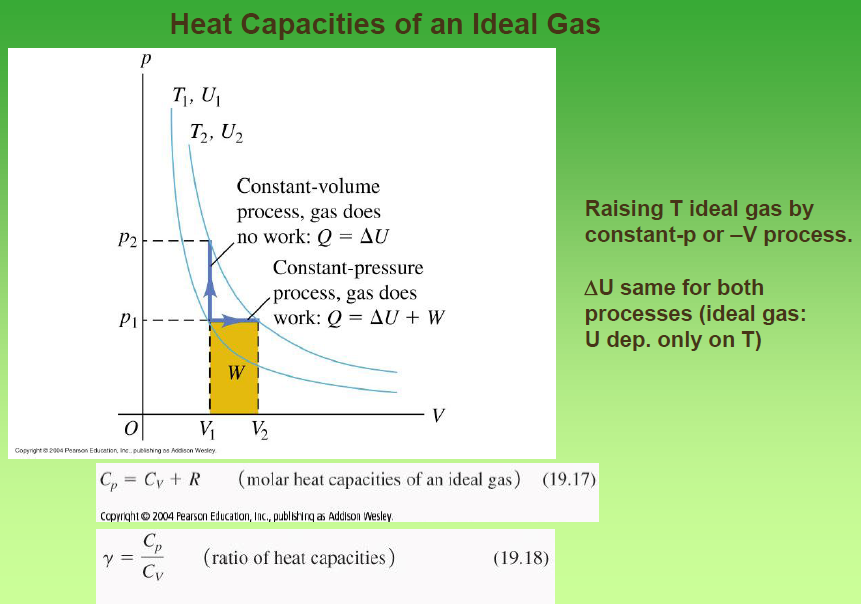 Heat Capacities of an Ideal Gas
p
T₁, U₁
T₂, U₂
Constant-volume
process, gas does
no work: Q = ΔU
p₂
Constant-pressure
process, gas does
work: Q = ΔU + W
p₁
W
O
V₁
V₂
V
Copyright © 2004 Pearson Education, Inc., publishing as Addison Wesley.
Raising T ideal gas by
constant-p or –V process.
ΔU same for both
processes (ideal gas:
U dep. only on T)
Cp = CV + R (molar heat capacities of an ideal gas) (19.17)
Copyright © 2004 Pearson Education, Inc., publishing as Addison Wesley.
γ = Cp / CV (ratio of heat capacities) (19.18)